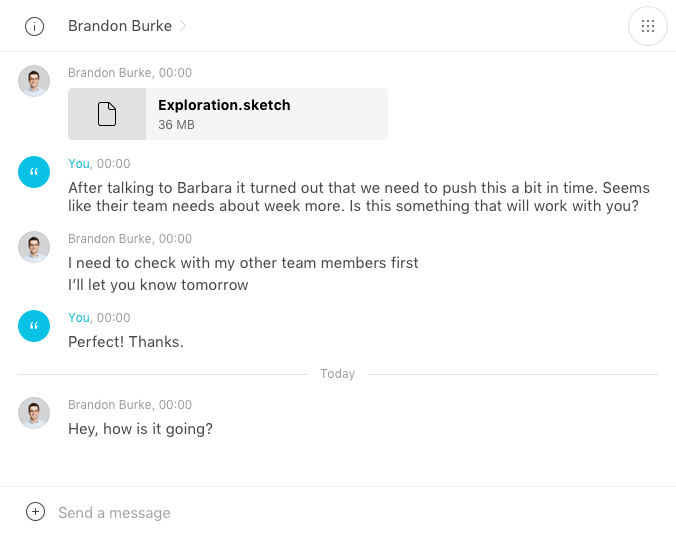 Brandon Burke
Brandon Burke, 00:00
Exploration.sketch
36 MB
You, 00:00
After talking to Barbara it turned out that we need to push this a bit in time. Seems
like their team needs about week more. Is this something that will work with you?
Brandon Burke, 00:00
I need to check with my other team members first
I’ll let you know tomorrow
You, 00:00
Perfect! Thanks.
Today
Brandon Burke, 00:00
Hey, how is it going?
Send a message